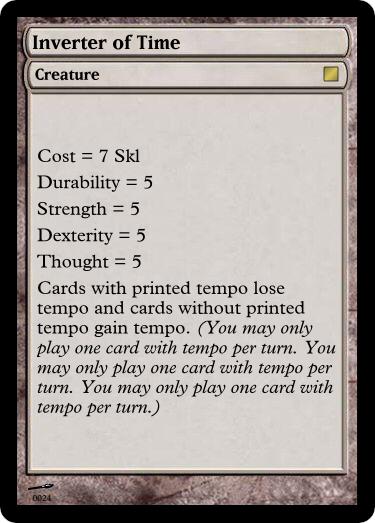 Inverter of Time
Creature
Cost = 7 Skl
Durability = 5
Strength = 5
Dexterity = 5
Thought = 5
Cards with printed tempo lose
tempo and cards without printed
tempo gain tempo. (You may only
play one card with tempo per turn. You
may only play one card with tempo per
turn. You may only play one card with
tempo per turn.)
0024